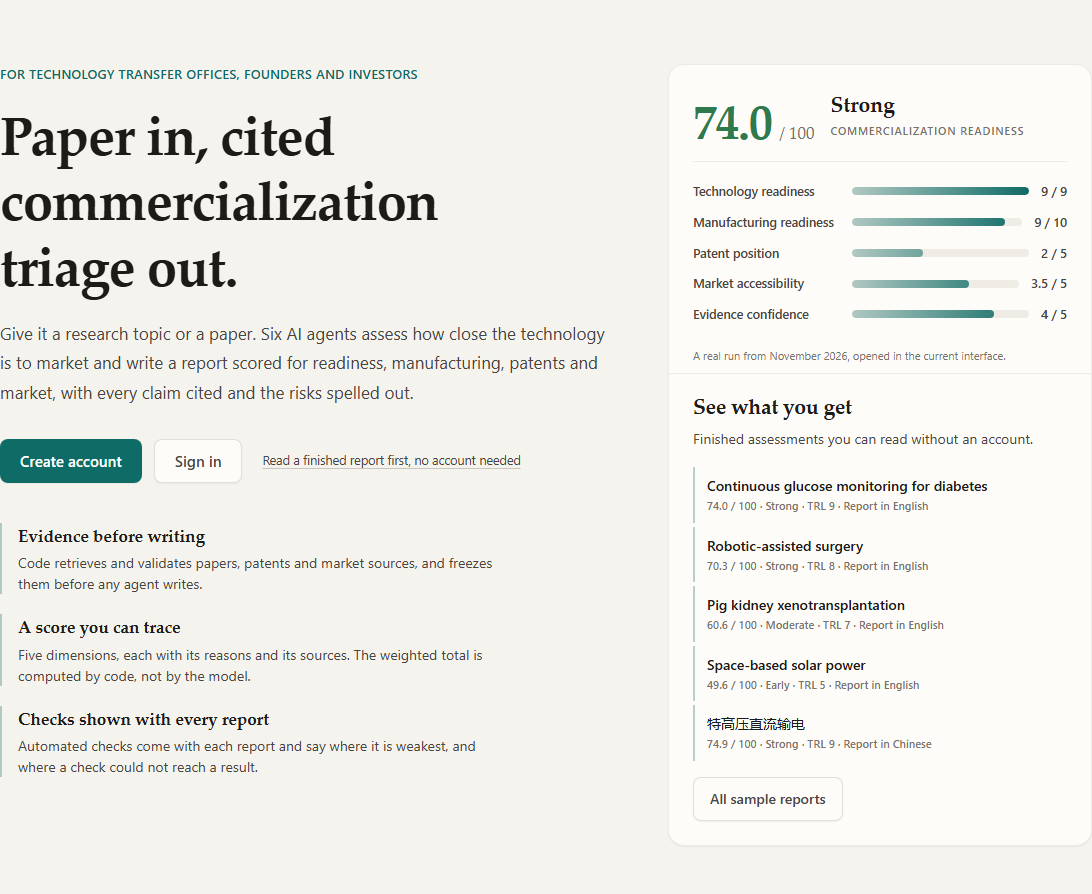 FOR TECHNOLOGY TRANSFER OFFICES, FOUNDERS AND INVESTORS
Paper in, cited
commercialization
triage out.
Give it a research topic or a paper. Six AI agents assess how close the technology
is to market and write a report scored for readiness, manufacturing, patents and
market, with every claim cited and the risks spelled out.
Create account
Sign in
Read a finished report first, no account needed
Evidence before writing
Code retrieves and validates papers, patents and market sources, and freezes
them before any agent writes.
A score you can trace
Five dimensions, each with its reasons and its sources. The weighted total is
computed by code, not by the model.
Checks shown with every report
Automated checks come with each report and say where it is weakest, and
where a check could not reach a result.
74.0 / 100
Strong
COMMERCIALIZATION READINESS
Technology readiness 9 / 9
Manufacturing readiness 9 / 10
Patent position 2 / 5
Market accessibility 3.5 / 5
Evidence confidence 4 / 5
A real run from November 2026, opened in the current interface.
See what you get
Finished assessments you can read without an account.
Continuous glucose monitoring for diabetes
74.0 / 100 · Strong · TRL 9 · Report in English
Robotic-assisted surgery
70.3 / 100 · Strong · TRL 8 · Report in English
Pig kidney xenotransplantation
60.6 / 100 · Moderate · TRL 7 · Report in English
Space-based solar power
49.6 / 100 · Early · TRL 5 · Report in English
特高压直流输电
74.9 / 100 · Strong · TRL 9 · Report in Chinese
All sample reports